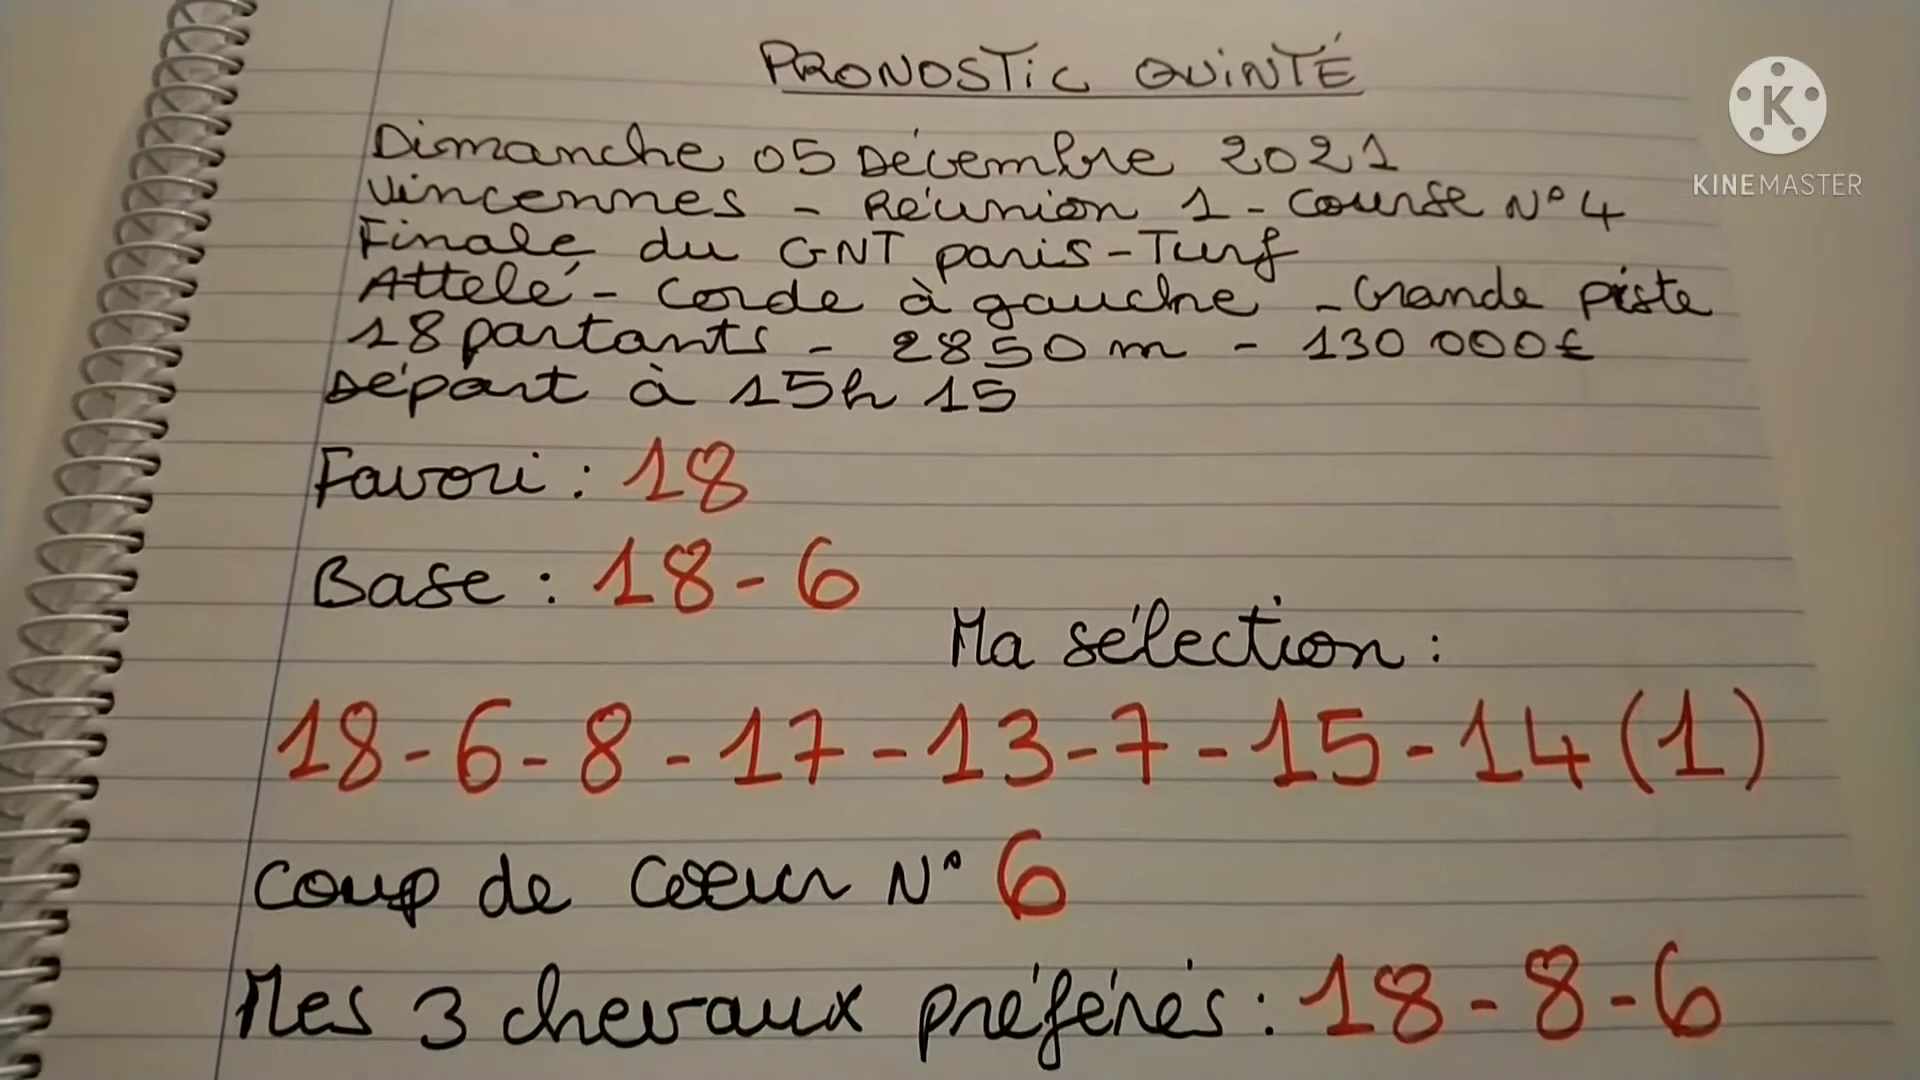 PRONOSTIC QUINTÉ
Dimanche 05 Décembre 2021
Vincennes - Réunion 1 - Course N° 4
Finale du GNT paris-Turf
Attelé - Corde à gauche - Grande piste
18 partants - 2850 m - 130 000€
Départ à 15h 15
Favori : 18
Base : 18 - 6
Ma sélection :
18 - 6 - 8 - 17 - 13 - 7 - 15 - 14 (1)
Coup de Coeur N° 6
Mes 3 chevaux préférés : 18 - 8 - 6
K
KINEMASTER